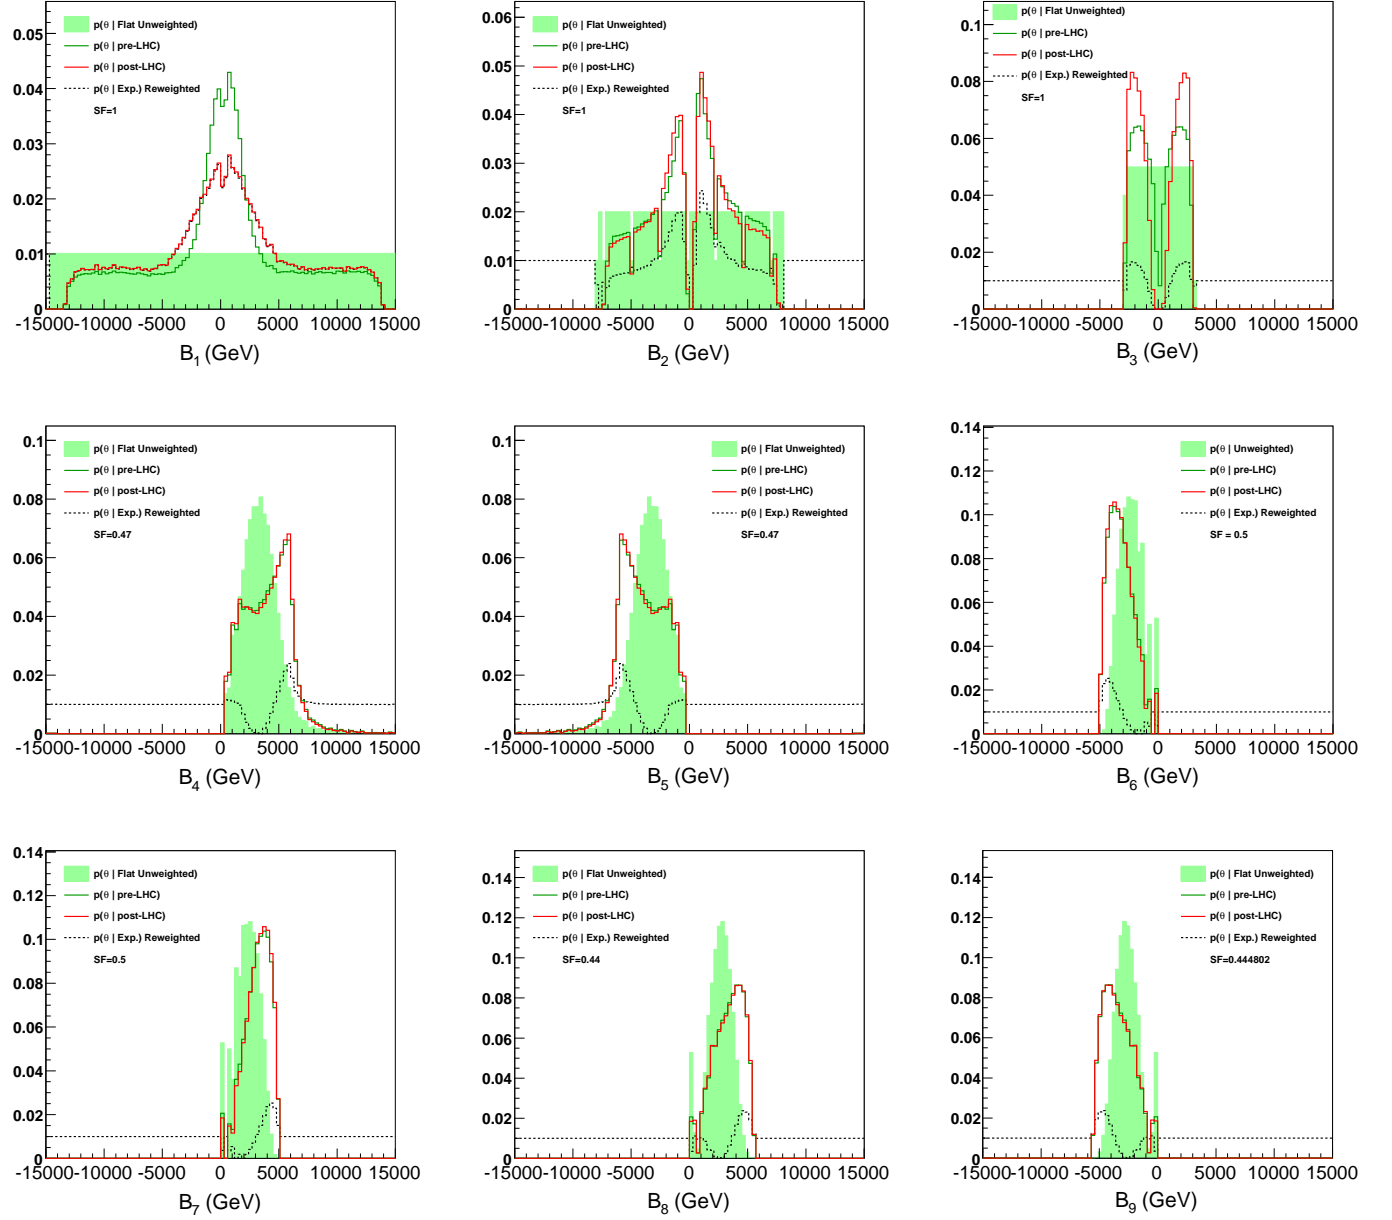 0.05
0.04
0.03
0.02
0.01
0
p(θ | Flat Unweighted)
p(θ | pre-LHC)
p(θ | post-LHC)
p(θ | Exp.) Reweighted
SF=1
-15000 -10000 -5000 0 5000 10000 15000
B1 (GeV)
0.06
0.05
0.04
0.03
0.02
0.01
0
p(θ | Flat Unweighted)
p(θ | pre-LHC)
p(θ | post-LHC)
p(θ | Exp.) Reweighted
SF=1
-15000 -10000 -5000 0 5000 10000 15000
B2 (GeV)
0.1
0.08
0.06
0.04
0.02
0
p(θ | Flat Unweighted)
p(θ | pre-LHC)
p(θ | post-LHC)
p(θ | Exp.) Reweighted
SF=1
-15000 -10000 -5000 0 5000 10000 15000
B3 (GeV)
0.1
0.08
0.06
0.04
0.02
0
p(θ | Flat Unweighted)
p(θ | pre-LHC)
p(θ | post-LHC)
p(θ | Exp.) Reweighted
SF=0.47
-15000 -10000 -5000 0 5000 10000 15000
B4 (GeV)
0.1
0.08
0.06
0.04
0.02
0
p(θ | Flat Unweighted)
p(θ | pre-LHC)
p(θ | post-LHC)
p(θ | Exp.) Reweighted
SF=0.47
-15000 -10000 -5000 0 5000 10000 15000
B5 (GeV)
0.14
0.12
0.1
0.08
0.06
0.04
0.02
0
p(θ | Unweighted)
p(θ | pre-LHC)
p(θ | post-LHC)
p(θ | Exp.) Reweighted
SF = 0.5
-15000 -10000 -5000 0 5000 10000 15000
B6 (GeV)
0.14
0.12
0.1
0.08
0.06
0.04
0.02
0
p(θ | Flat Unweighted)
p(θ | pre-LHC)
p(θ | post-LHC)
p(θ | Exp.) Reweighted
SF=0.5
-15000 -10000 -5000 0 5000 10000 15000
B7 (GeV)
0.14
0.12
0.1
0.08
0.06
0.04
0.02
0
p(θ | Flat Unweighted)
p(θ | pre-LHC)
p(θ | post-LHC)
p(θ | Exp.) Reweighted
SF=0.44
-15000 -10000 -5000 0 5000 10000 15000
B8 (GeV)
0.14
0.12
0.1
0.08
0.06
0.04
0.02
0
p(θ | Flat Unweighted)
p(θ | pre-LHC)
p(θ | post-LHC)
p(θ | Exp.) Reweighted
SF=0.444802
-15000 -10000 -5000 0 5000 10000 15000
B9 (GeV)